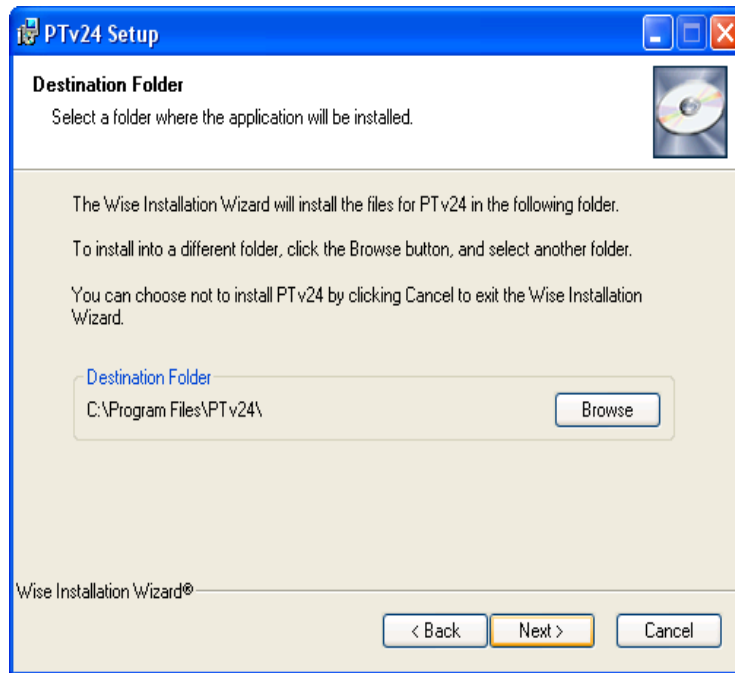 PTv24 Setup
Destination Folder
Select a folder where the application will be installed.
The Wise Installation Wizard will install the files for PTv24 in the following folder.
To install into a different folder, click the Browse button, and select another folder.
You can choose not to install PTv24 by clicking Cancel to exit the Wise Installation
Wizard.
Destination Folder
C:\Program Files\PTv24\
Browse
Wise Installation Wizard®
< Back Next > Cancel